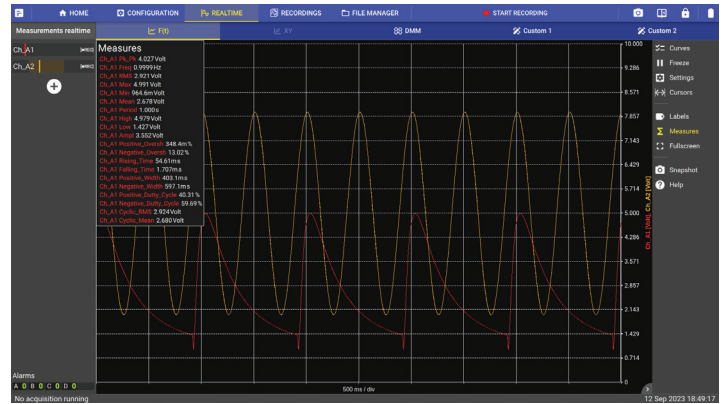 HOME CONFIGURATION REALTIME RECORDINGS FILE MANAGER START RECORDING
Measurements realtime F(t) XY DMM Custom 1 Custom 2
Ch_A1
Ch_A2
Measures
Ch_A1 Pk_Pk 4.027Volt
Ch_A1 Freq 0.9999Hz
Ch_A1 RMS 2.921Volt
Ch_A1 Max 4.991Volt
Ch_A1 Min 964.6mVolt
Ch_A1 Mean 2.678Volt
Ch_A1 Period 1.000s
Ch_A1 High 4.979Volt
Ch_A1 Low 1.427Volt
Ch_A1 Ampl 3.552Volt
Ch_A1 Positive_Oversh 348.4m%
Ch_A1 Negative_Oversh 13.02%
Ch_A1 Rising_Time 54.61ms
Ch_A1 Falling_Time 1.707ms
Ch_A1 Positive_Width 403.1ms
Ch_A1 Negative_Width 597.1ms
Ch_A1 Positive_Dutty_Cycle 40.31%
Ch_A1 Negative_Dutty_Cycle 59.69%
Ch_A1 Cyclic_RMS 2.924Volt
Ch_A1 Cyclic_Mean 2.680Volt
10.000
9.286
8.571
7.857
7.143
6.429
5.714
5.000
4.286
3.571
2.857
2.143
1.429
0.714
0
Ch_A1 [Volt], Ch_A2 [Volt]
500 ms / div
Curves
Freeze
Settings
Cursors
Labels
Measures
Fullscreen
Snapshot
Help
Alarms
A 0 B 0 C 0 D 0
No acquisition running
12 Sep 2023 18:49:17